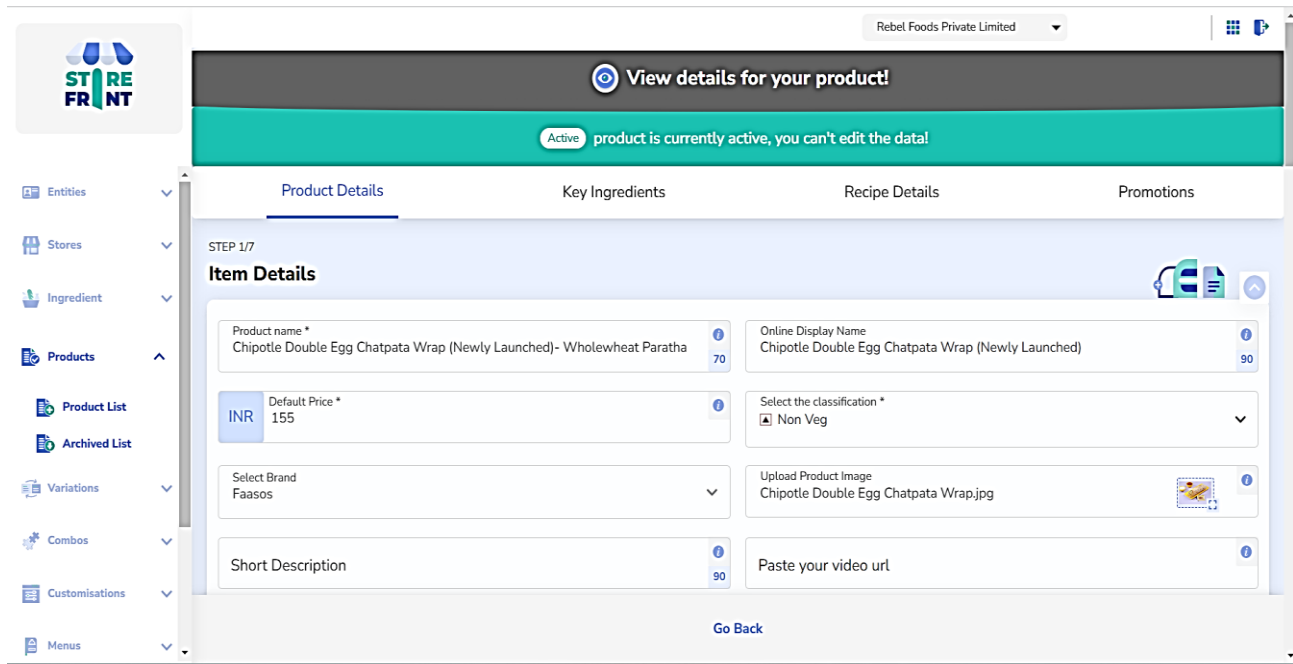 Rebel Foods Private Limited
STORE
FRONT
View details for your product!
Active product is currently active, you can't edit the data!
Entities
Stores
Ingredient
Products
Product List
Archived List
Variations
Combos
Customisations
Menus
Product Details
Key Ingredients
Recipe Details
Promotions
STEP 1/7
Item Details
Product name *
Chipotle Double Egg Chatpata Wrap (Newly Launched)- Wholewheat Paratha
70
Online Display Name
Chipotle Double Egg Chatpata Wrap (Newly Launched)
90
INR
Default Price *
155
Select the classification *
Non Veg
Select Brand
Faasos
Upload Product Image
Chipotle Double Egg Chatpata Wrap.jpg
Short Description
90
Paste your video url
Go Back